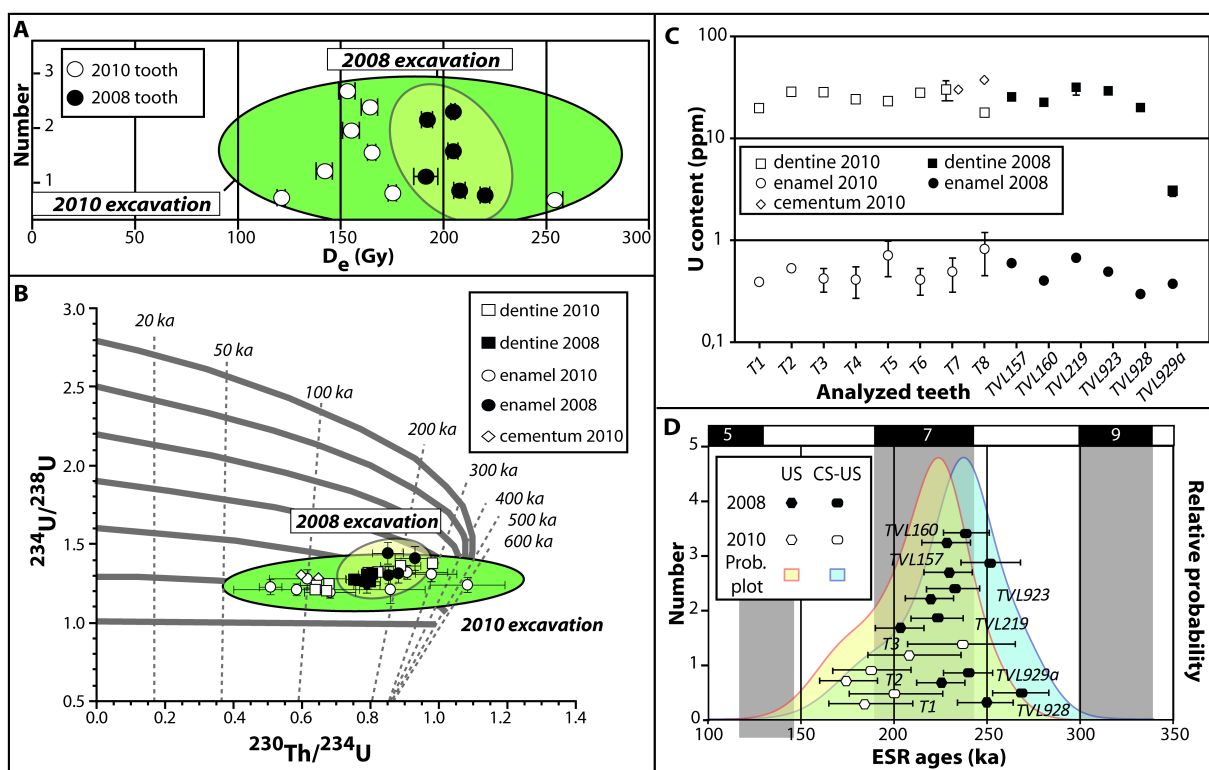 A
2010 tooth
2008 tooth
2008 excavation
2010 excavation
Number
3
2
1
0
100
150
200
250
300
De (Gy)
B
3.0
2.5
2.0
1.5
1.0
0.5
234U/238U
20 ka
50 ka
100 ka
200 ka
300 ka
400 ka
500 ka
600 ka
dentine 2010
dentine 2008
enamel 2010
enamel 2008
cementum 2010
2008 excavation
2010 excavation
0.0
0.2
0.4
0.6
0.8
1.0
1.2
1.4
230Th/234U
C
100
10
1
0,1
U content (ppm)
dentine 2010
dentine 2008
enamel 2010
enamel 2008
cementum 2010
T1
T2
T3
T4
T5
T6
T7
T8
TVL157
TVL160
TVL219
TVL923
TVL928
TVL929a
Analyzed teeth
D
5
7
9
5
4
3
2
1
0
Number
US CS-US
2008
2010
Prob.
plot
TVL160
TVL157
TVL923
TVL219
T3
TVL929a
T2
TVL928
T1
100
150
200
250
300
350
ESR ages (ka)
Relative probability